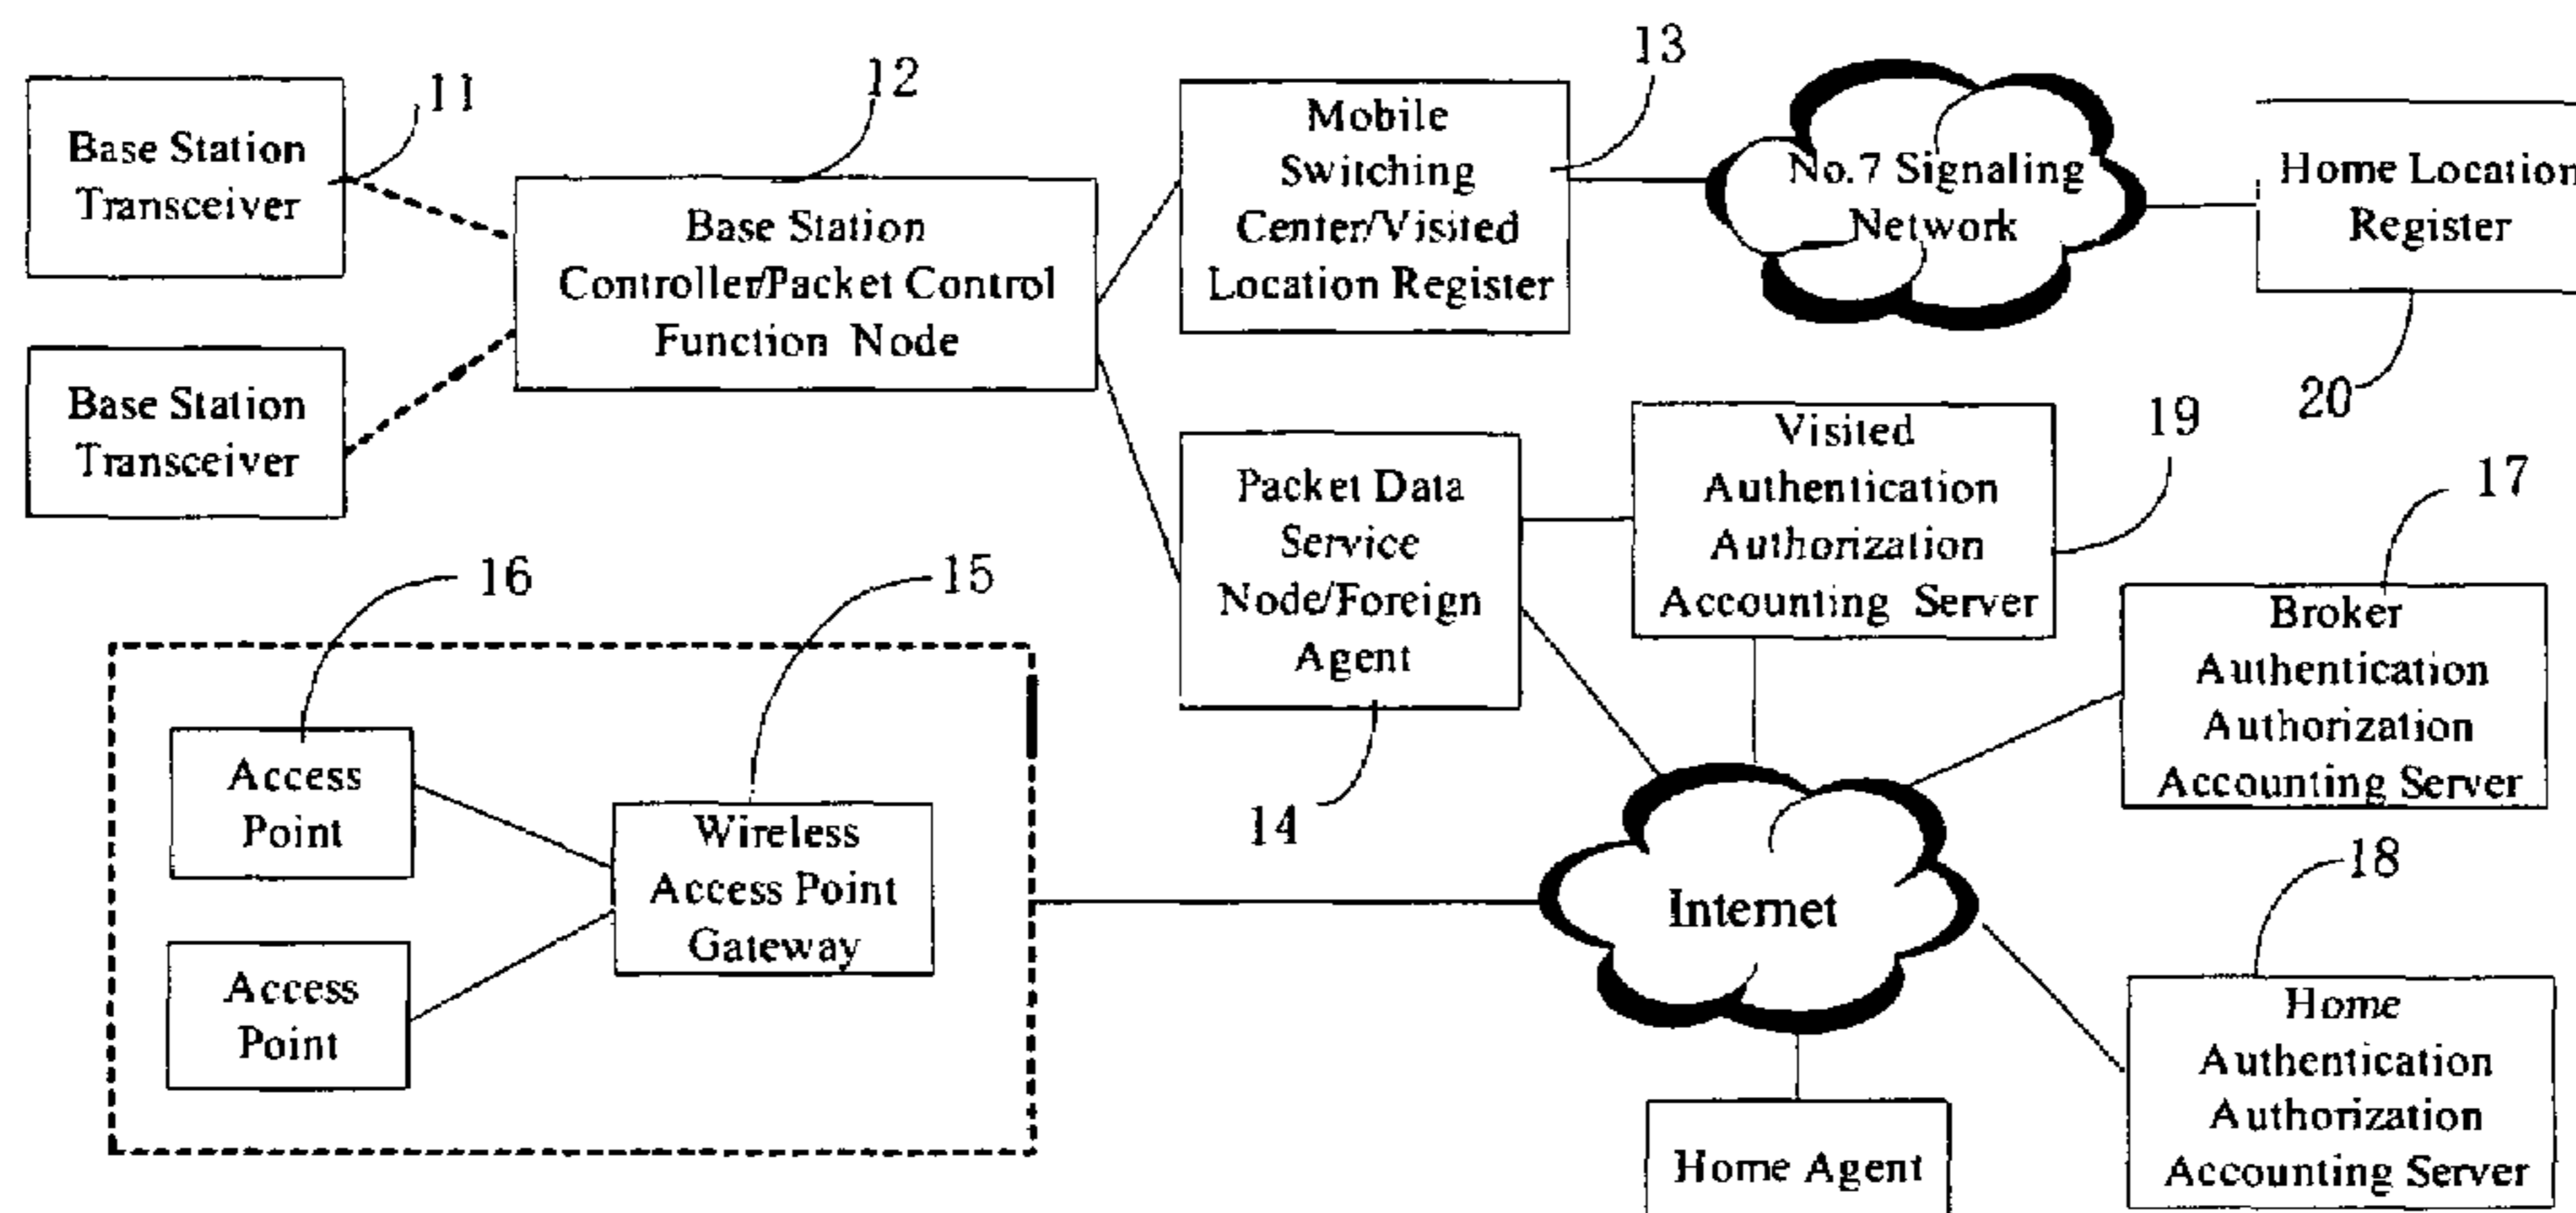 11
Base Station
Transceiver
12
Base Station
Controller/Packet Control
Function Node
13
Mobile
Switching
Center/Visited
Location Register
No.7 Signaling
Network
Home Location
Register
20
Base Station
Transceiver
Packet Data
Service
Node/Foreign
Agent
14
19
Visited
Authentication
Authorization
Accounting Server
17
Broker
Authentication
Authorization
Accounting Server
16
15
Access
Point
Wireless
Access Point
Gateway
Access
Point
Internet
18
Home
Authentication
Authorization
Accounting Server
Home Agent